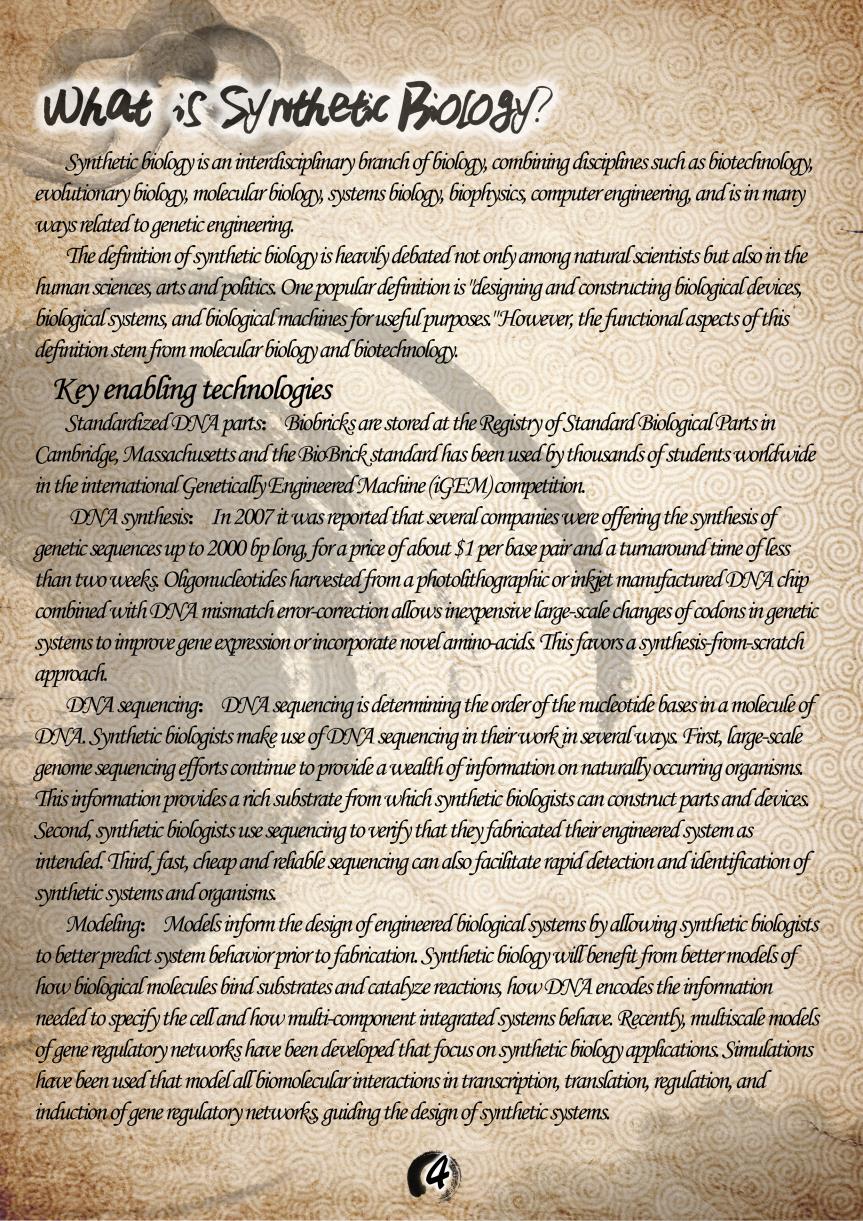 What is Synthetic Biology?
Synthetic biology is an interdisciplinary branch of biology, combining disciplines such as biotechnology,
evolutionary biology, molecular biology, systems biology, biophysics, computer engineering, and is in many
ways related to genetic engineering.
The definition of synthetic biology is heavily debated not only among natural scientists but also in the
human sciences, arts and politics. One popular definition is "designing and constructing biological devices,
biological systems, and biological machines for useful purposes." However, the functional aspects of this
definition stem from molecular biology and biotechnology.
Key enabling technologies
Standardized DNA parts: Biobricks are stored at the Registry of Standard Biological Parts in
Cambridge, Massachusetts and the BioBrick standard has been used by thousands of students worldwide
in the international Genetically Engineered Machine (iGEM) competition.
DNA synthesis: In 2007 it was reported that several companies were offering the synthesis of
genetic sequences up to 2000 bp long, for a price of about $1 per base pair and a turnaround time of less
than two weeks. Oligonucleotides harvested from a photolithographic or inkjet manufactured DNA chip
combined with DNA mismatch error-correction allows inexpensive large-scale changes of codons in genetic
systems to improve gene expression or incorporate novel amino-acids. This favors a synthesis-from-scratch
approach.
DNA sequencing: DNA sequencing is determining the order of the nucleotide bases in a molecule of
DNA. Synthetic biologists make use of DNA sequencing in their work in several ways. First, large-scale
genome sequencing efforts continue to provide a wealth of information on naturally occurring organisms.
This information provides a rich substrate from which synthetic biologists can construct parts and devices.
Second, synthetic biologists use sequencing to verify that they fabricated their engineered system as
intended. Third, fast, cheap and reliable sequencing can also facilitate rapid detection and identification of
synthetic systems and organisms.
Modeling: Models inform the design of engineered biological systems by allowing synthetic biologists
to better predict system behavior prior to fabrication. Synthetic biology will benefit from better models of
how biological molecules bind substrates and catalyze reactions, how DNA encodes the information
needed to specify the cell and how multi-component integrated systems behave. Recently, multiscale models
of gene regulatory networks have been developed that focus on synthetic biology applications. Simulations
have been used that model all biomolecular interactions in transcription, translation, regulation, and
induction of gene regulatory networks, guiding the design of synthetic systems.
4